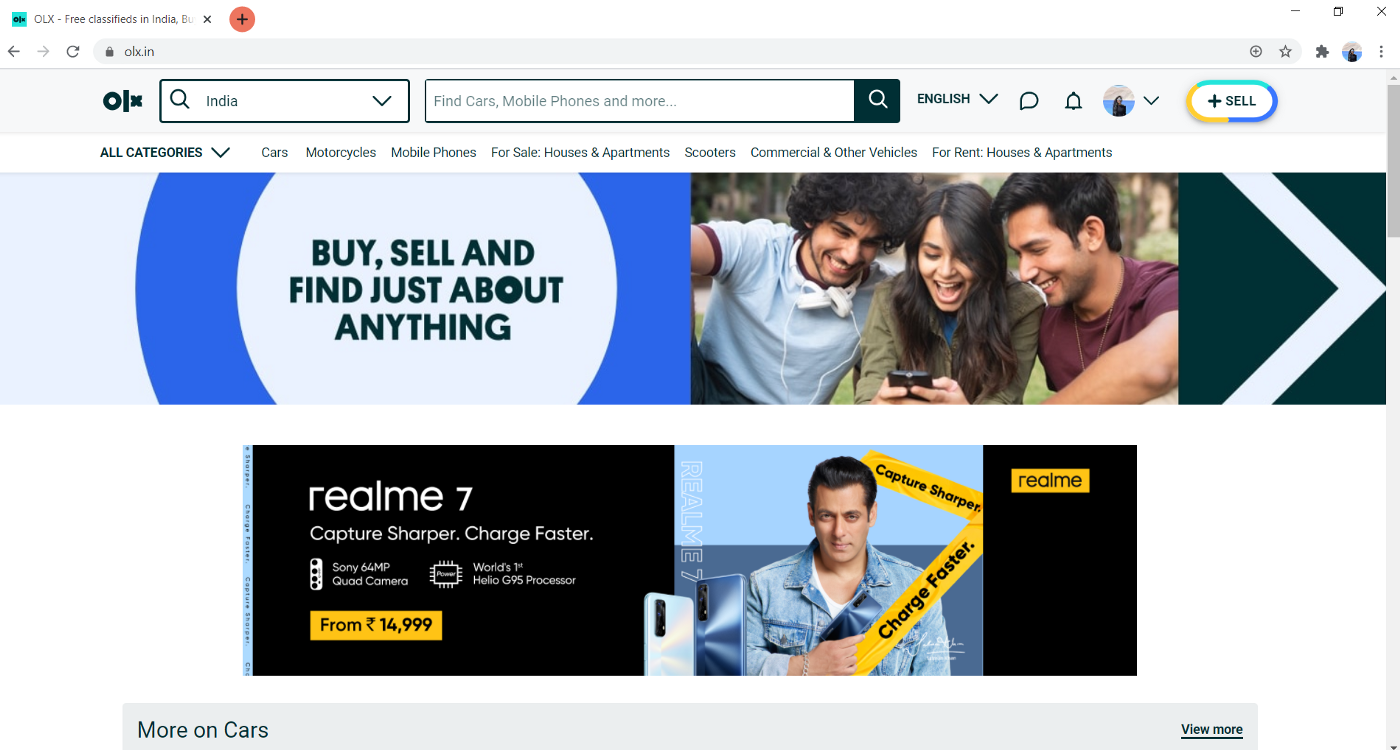 OLX - Free classifieds in India, Bu
olx.in
olx
India
Find Cars, Mobile Phones and more...
ENGLISH
+ SELL
ALL CATEGORIES
Cars
Motorcycles
Mobile Phones
For Sale: Houses & Apartments
Scooters
Commercial & Other Vehicles
For Rent: Houses & Apartments
BUY, SELL AND
FIND JUST ABOUT
ANYTHING
e Sharper. Charge Faster. Capture Sharper. Ch
realme 7
Capture Sharper. Charge Faster.
Sony 64MP
Quad Camera
Power
World's 1st
Helio G95 Processor
From ₹ 14,999
REALME 7
Capture Sharper.
Charge Faster.
realme
More on Cars
View more